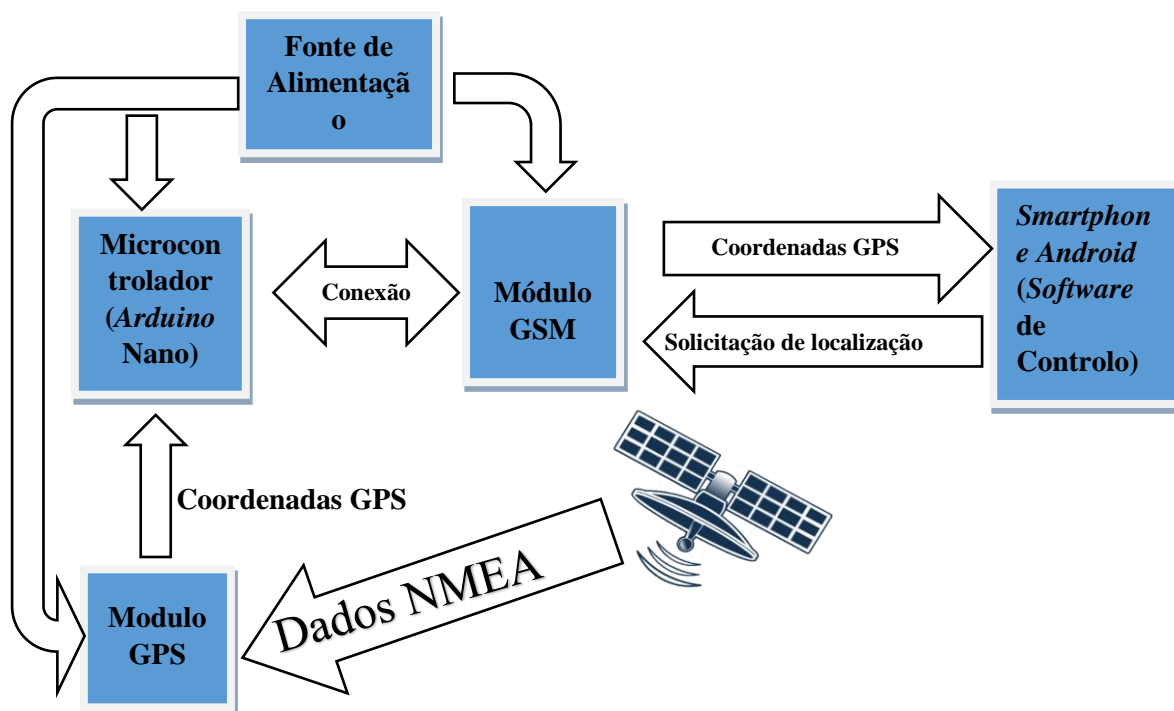 Fonte de
Alimentaçã
o
Microcon
trolador
(Arduino
Nano)
Conexão
Módulo
GSM
Coordenadas GPS
Solicitação de localização
Smartphon
e Android
(Software
de
Controlo)
Coordenadas GPS
Dados NMEA
Modulo
GPS